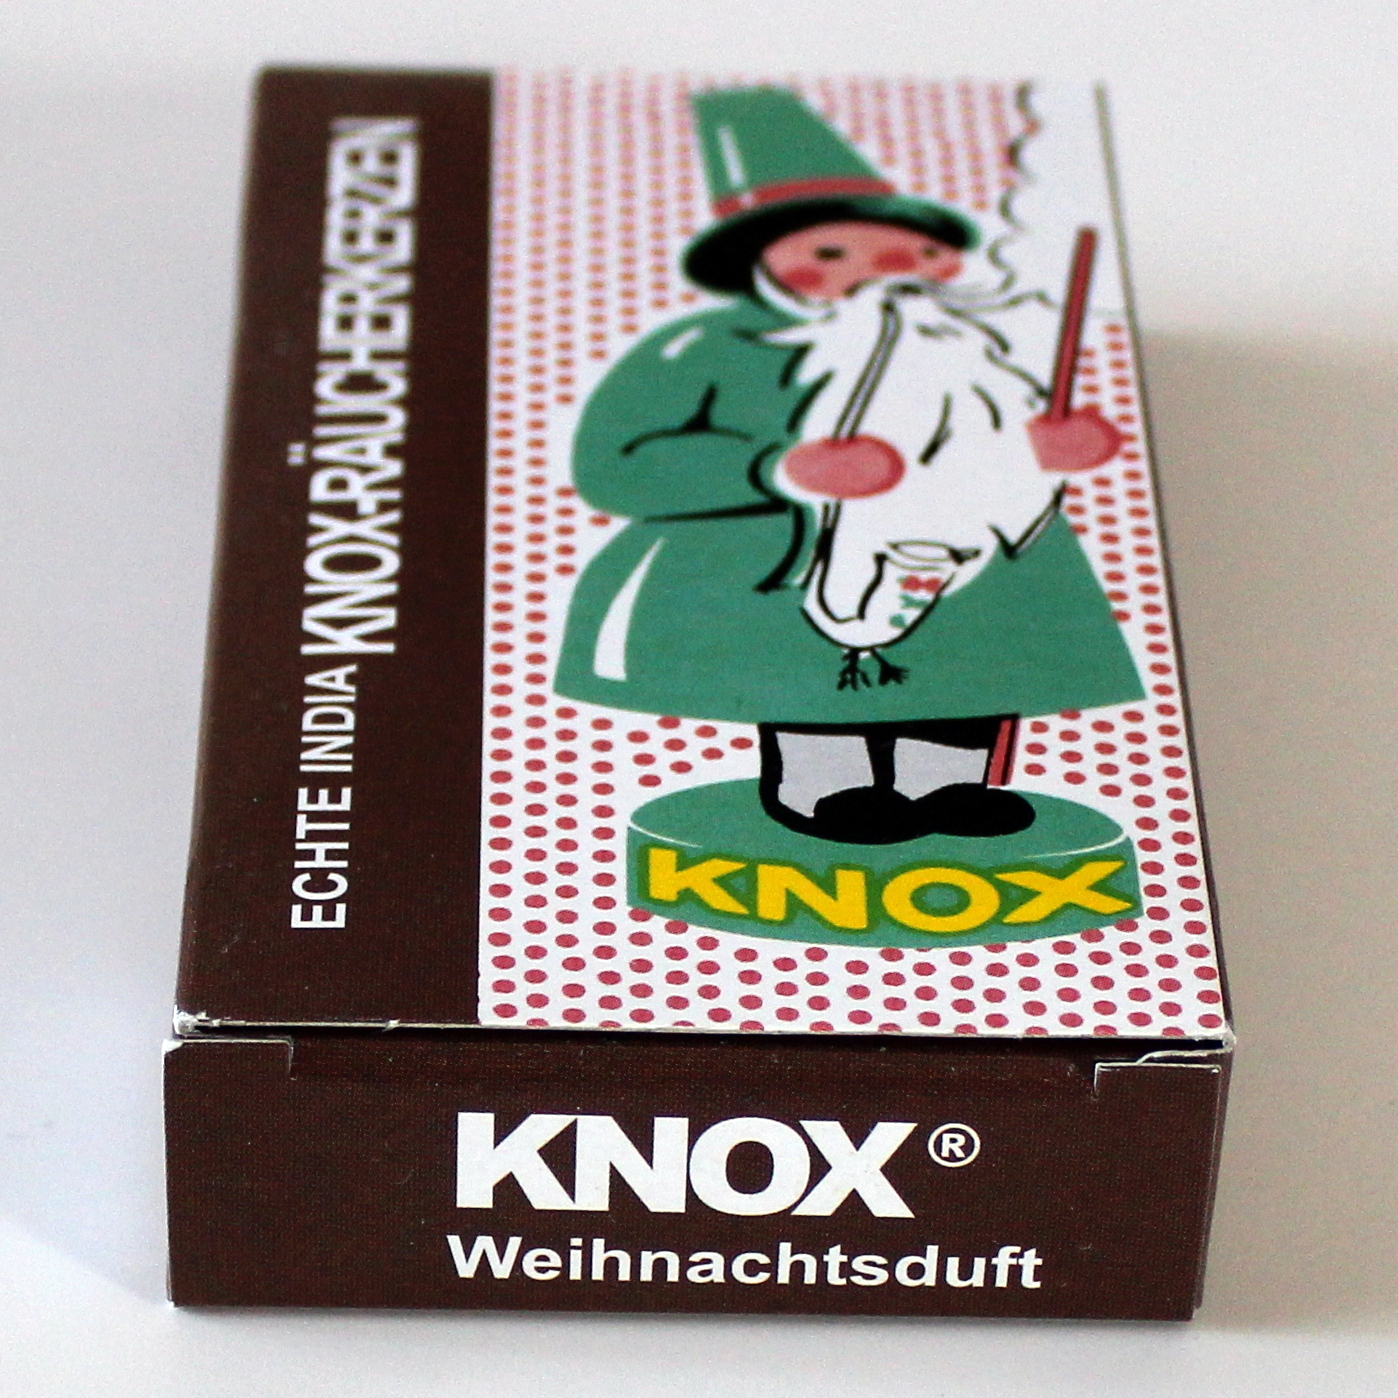 ECHTE INDIA KNOX-RÄUCHERKERZEN
KNOX
KNOX®
Weihnachtsduft